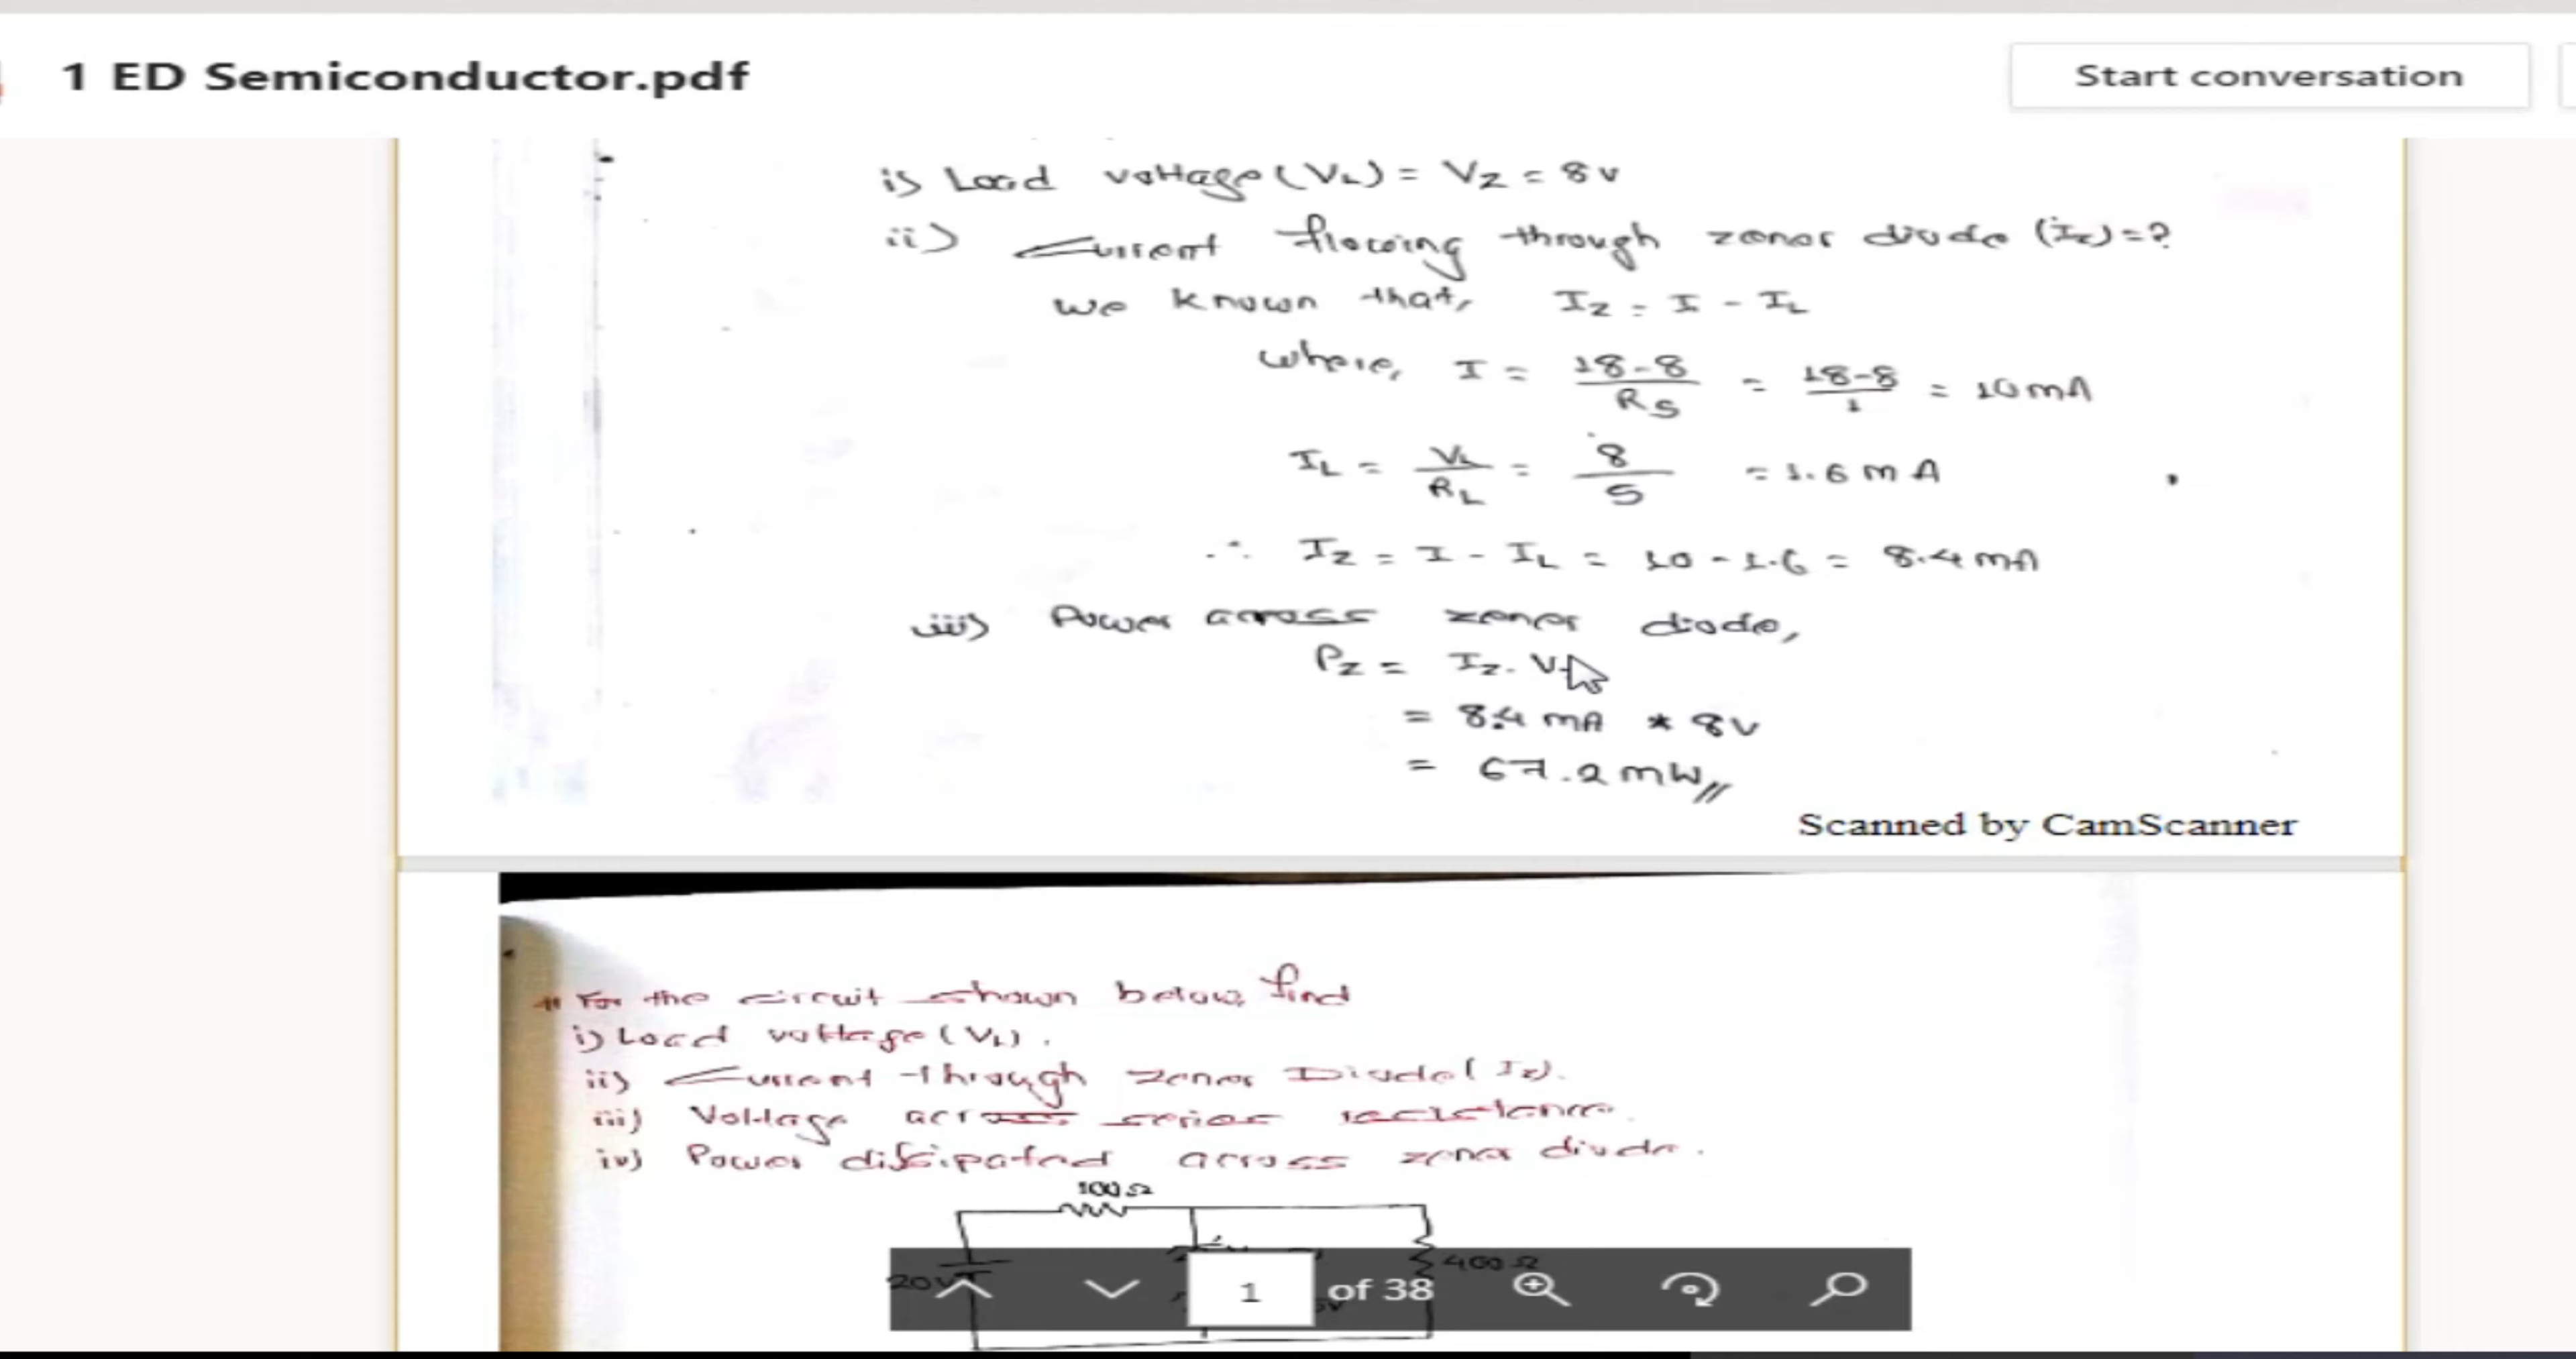 1 ED Semiconductor.pdf
Start conversation
i) Load voltage (VL) = VZ = 8v
ii) Current flowing through zener diode (Iz) = ?
we known that, IZ = I - IL
where, I = 18-8 / RS = 18-8 / 1 = 10mA
IL = VL / RL = 8 / 5 = 1.6 mA
∴ IZ = I - IL = 10 - 1.6 = 8.4mA
iii) Power across zener diode,
PZ = IZ . V
= 8.4 mA * 8V
= 67.2 mW//
Scanned by CamScanner
# For the circuit shown below, find
i) Load voltage (VL).
ii) Current through Zener Diode (Iz).
iii) Voltage across series resistance.
iv) Power dissipated across zener diode.
100Ω
20V
400Ω
1 of 38